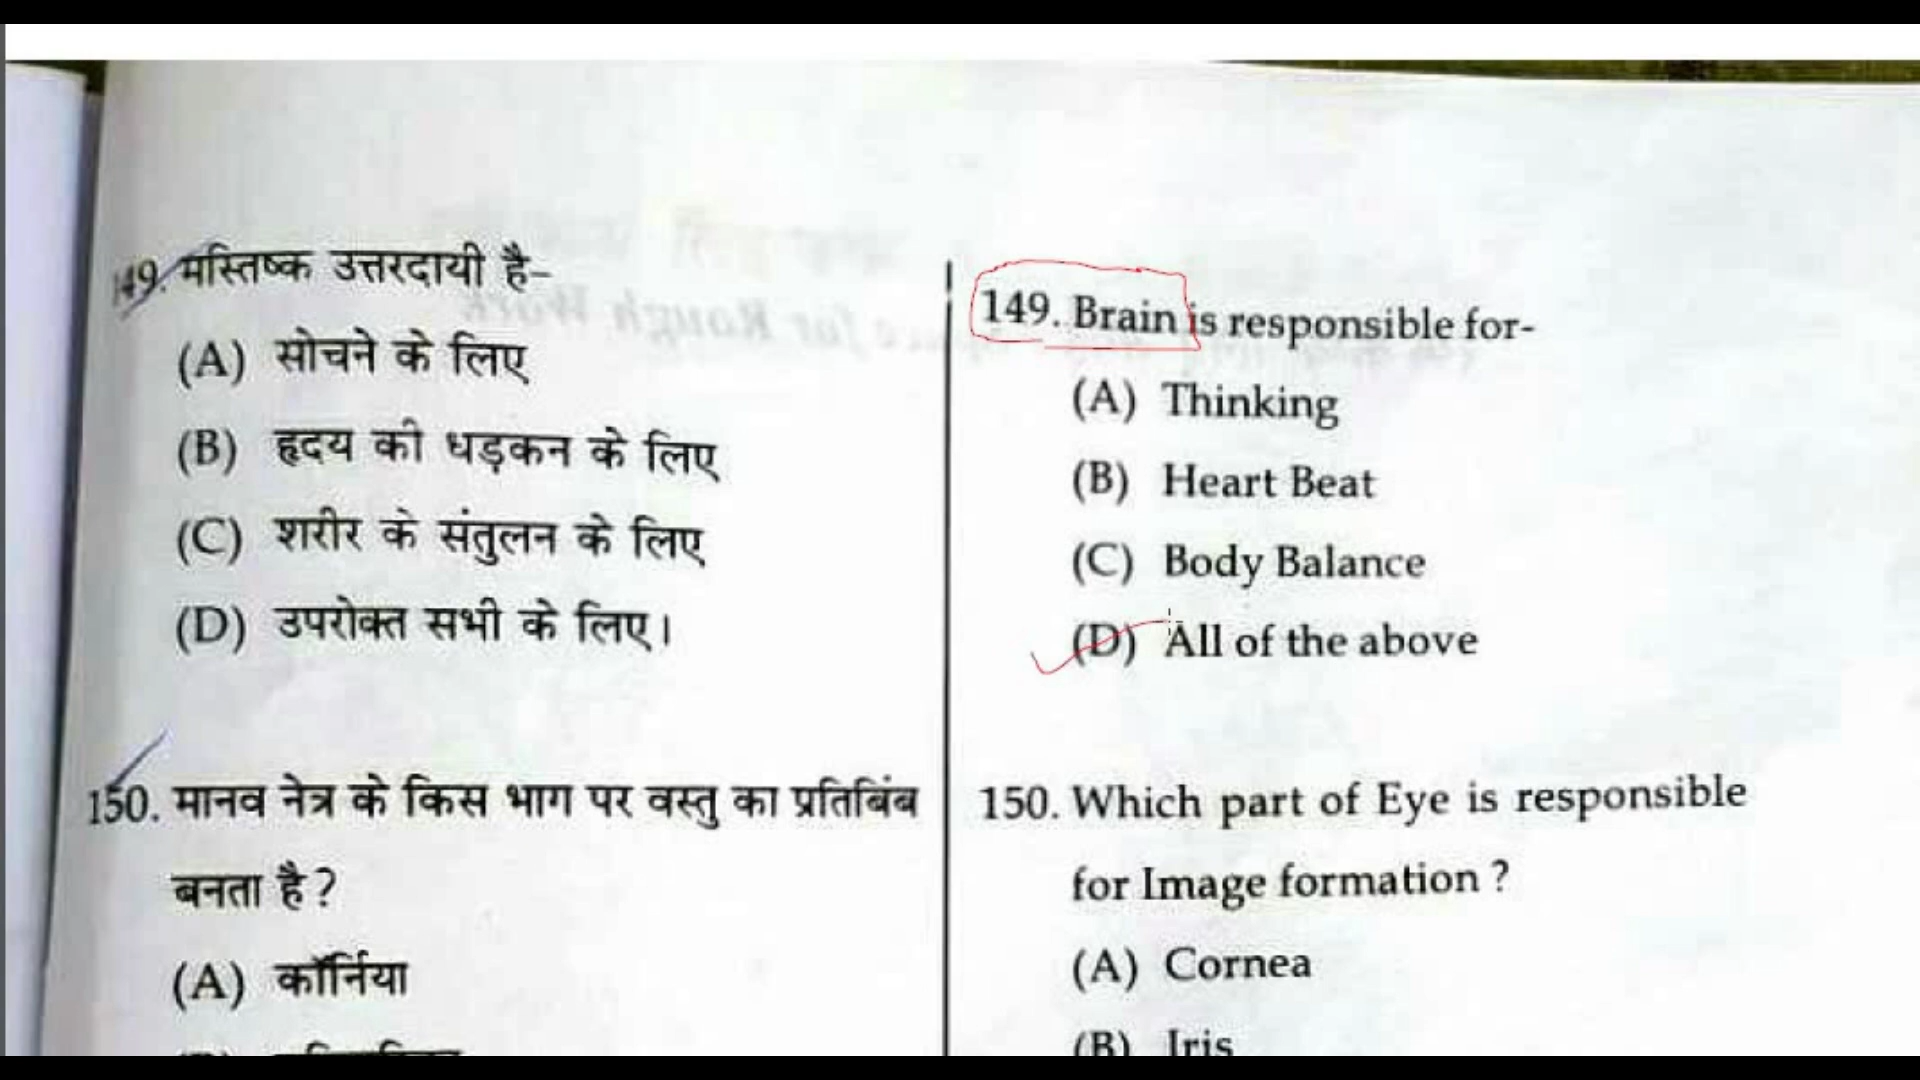 149. मस्तिष्क उत्तरदायी है-
(A) सोचने के लिए
(B) हृदय की धड़कन के लिए
(C) शरीर के संतुलन के लिए
(D) उपरोक्त सभी के लिए।
150. मानव नेत्र के किस भाग पर वस्तु का प्रतिबिंब
बनता है?
(A) कॉर्निया
149. Brain is responsible for-
(A) Thinking
(B) Heart Beat
(C) Body Balance
(D) All of the above
150. Which part of Eye is responsible
for Image formation ?
(A) Cornea
(B) Iris